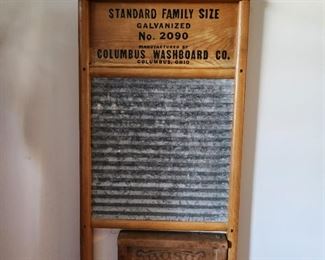 STANDARD FAMILY SIZE
GALVANIZED
No. 2090
MANUFACTURED BY
COLUMBUS WASHBOARD CO.
COLUMBUS, OHIO